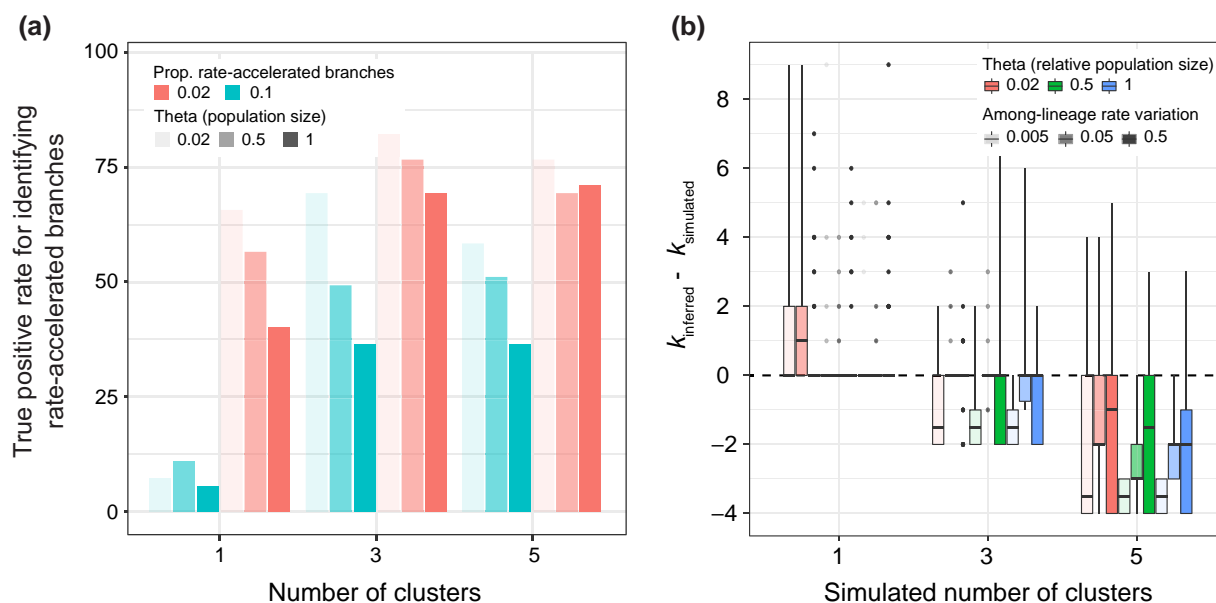 (a)
True positive rate for identifying
rate-accelerated branches
100
75
50
25
0
Prop. rate-accelerated branches
0.02 0.1
Theta (population size)
0.02 0.5 1
1 3 5
Number of clusters
(b)
kinferred - ksimulated
8
6
4
2
0
−2
−4
Theta (relative population size)
0.02 0.5 1
Among-lineage rate variation
0.005 0.05 0.5
1 3 5
Simulated number of clusters